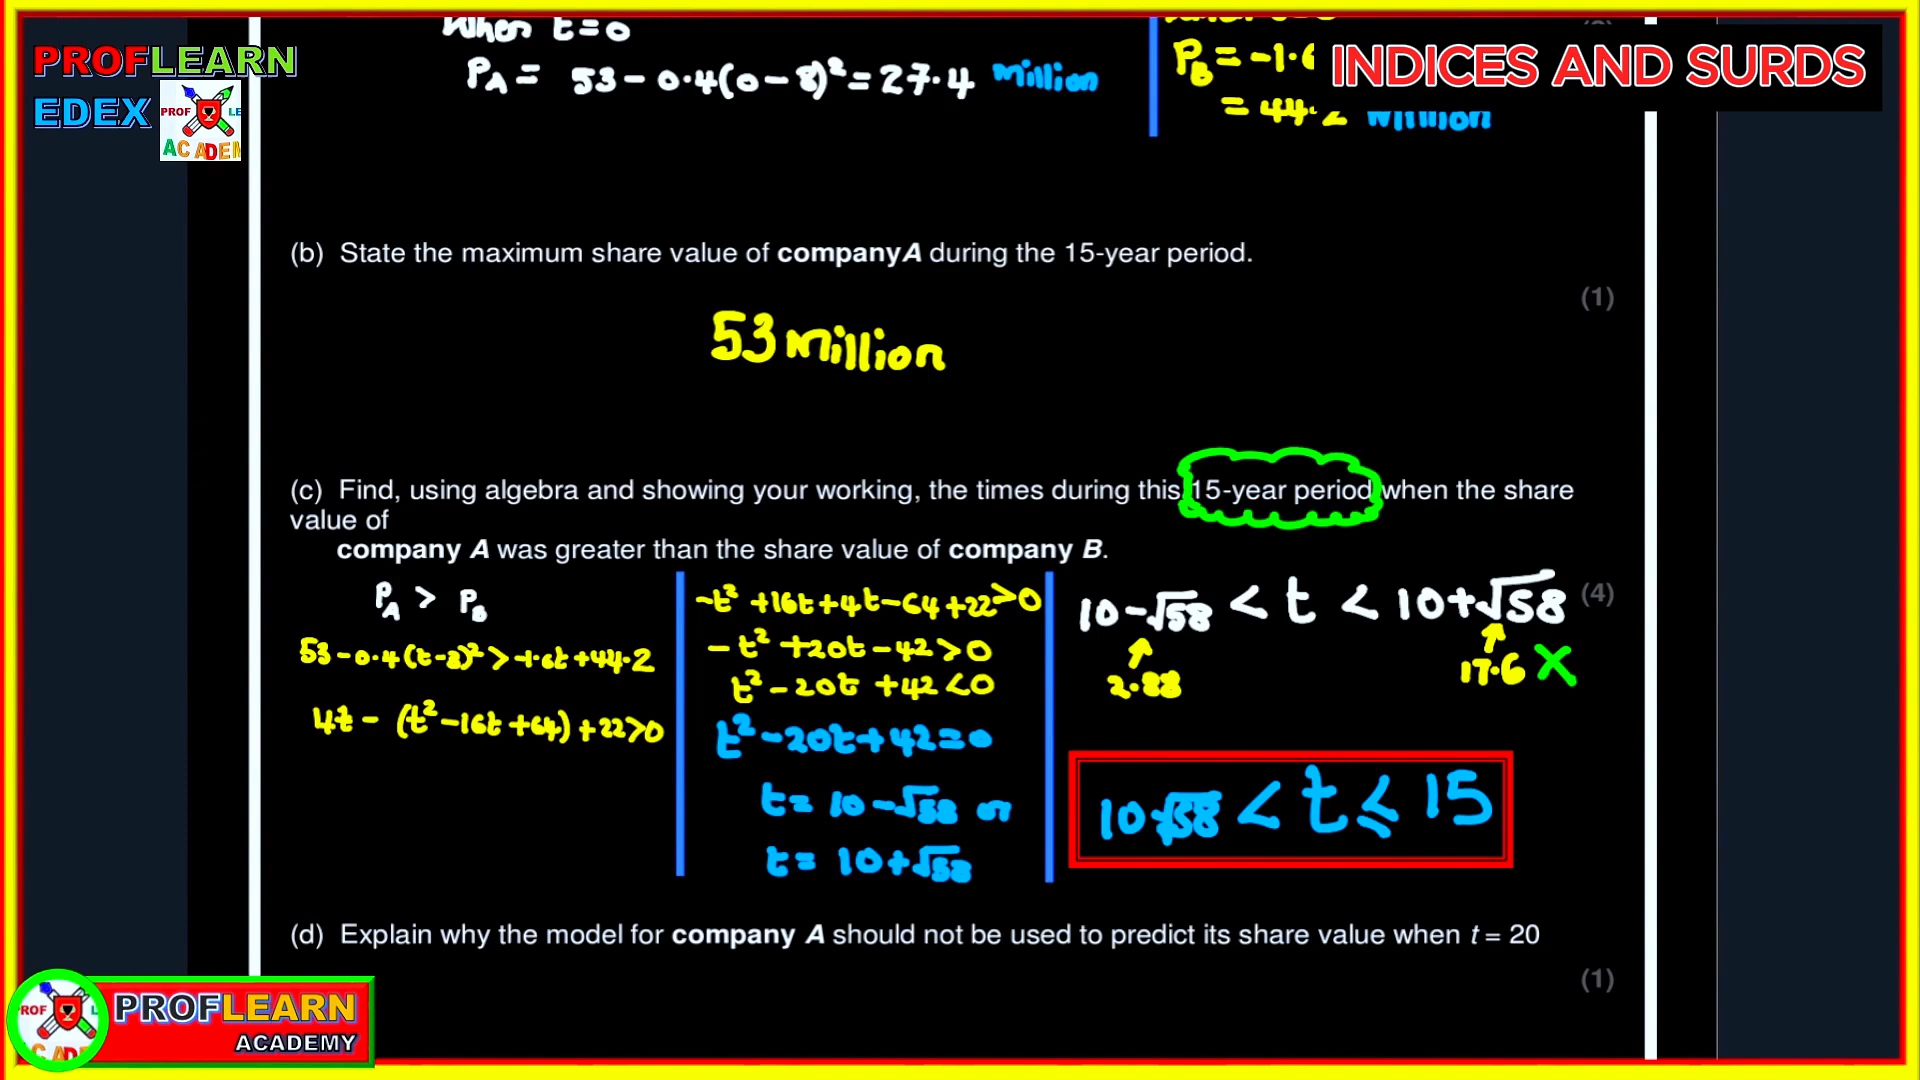 When t=0
PROFLEARN
EDEX
PROF LE
ACADEM
P_A = 53 - 0.4(0 - 8)² = 27.4 million
P_B = -1.6
= 44.2 million
INDICES AND SURDS
(b) State the maximum share value of company A during the 15-year period.
(1)
53 million
(c) Find, using algebra and showing your working, the times during this 15-year period when the share
value of
company A was greater than the share value of company B.
(4)
P_A > P_B
53 - 0.4(t-8)² > -1.6t + 44.2
4t - (t² - 16t + 64) + 22 > 0
-t² + 16t + 4t - 64 + 22 > 0
-t² + 20t - 42 > 0
t² - 20t + 42 < 0
t² - 20t + 42 = 0
t = 10 - √58 or
t = 10 + √58
10 - √58 < t < 10 + √58
2.38
17.6 X
10-√58 < t ≤ 15
(d) Explain why the model for company A should not be used to predict its share value when t = 20
(1)
PROFLEARN
ACADEMY